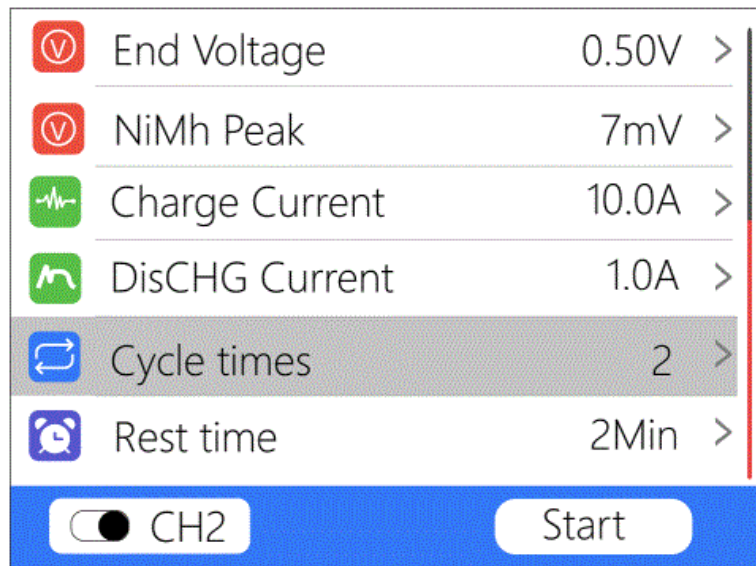 End Voltage 0.50V >
NiMh Peak 7mV >
Charge Current 10.0A >
DisCHG Current 1.0A >
Cycle times 2 >
Rest time 2Min >
CH2 Start